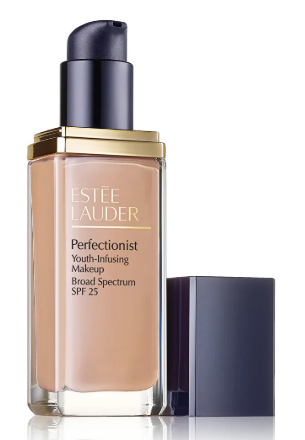 ESTĒE
LAUDER
Perfectionist
Youth-Infusing
Makeup
Broad Spectrum
SPF 25